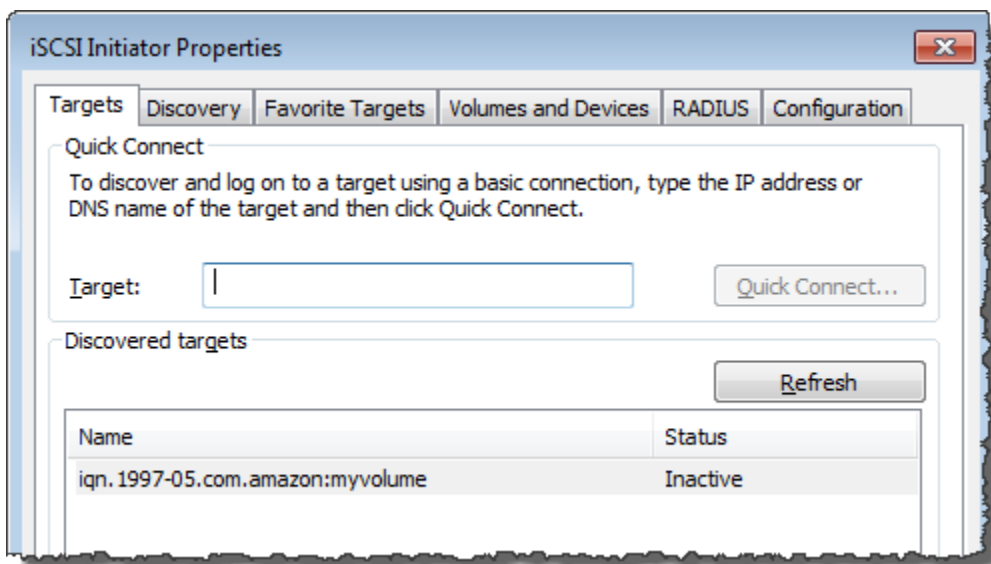 iSCSI Initiator Properties
Targets Discovery Favorite Targets Volumes and Devices RADIUS Configuration
Quick Connect
To discover and log on to a target using a basic connection, type the IP address or
DNS name of the target and then click Quick Connect.
Target: Quick Connect...
Discovered targets
Refresh
Name Status
iqn.1997-05.com.amazon:myvolume Inactive